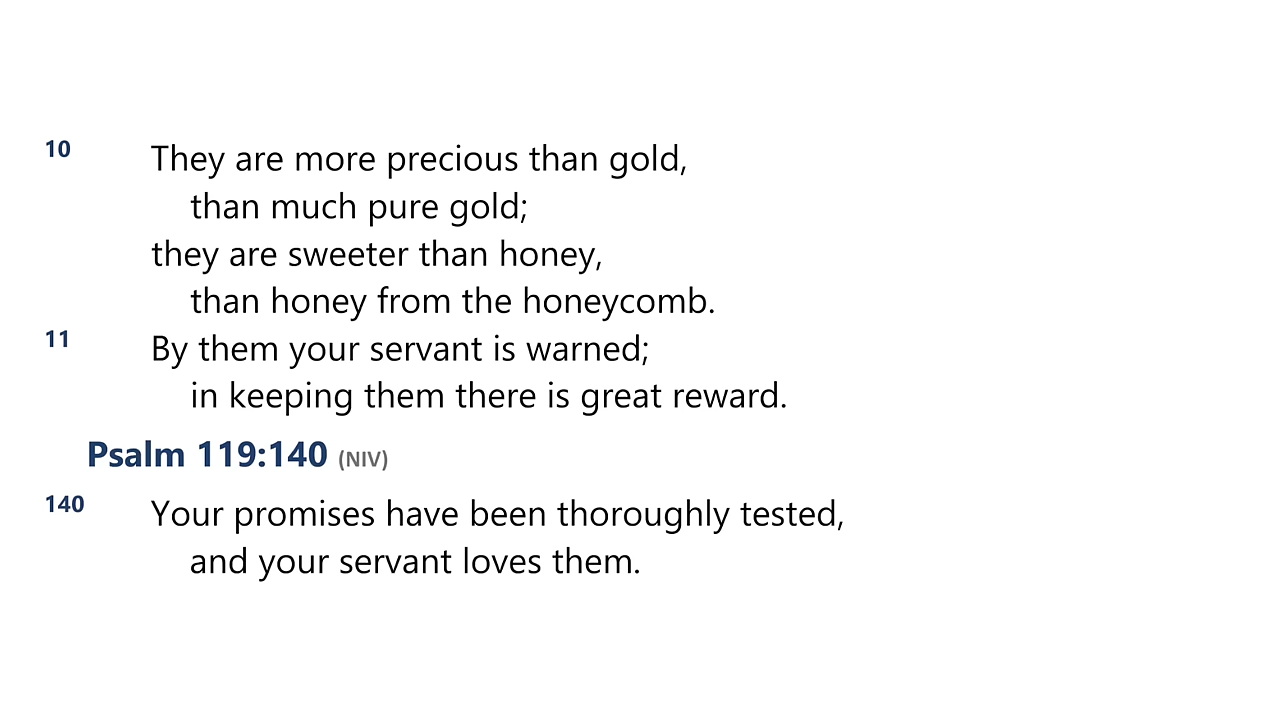 10 They are more precious than gold,
than much pure gold;
they are sweeter than honey,
than honey from the honeycomb.
11 By them your servant is warned;
in keeping them there is great reward.
Psalm 119:140 (NIV)
140 Your promises have been thoroughly tested,
and your servant loves them.